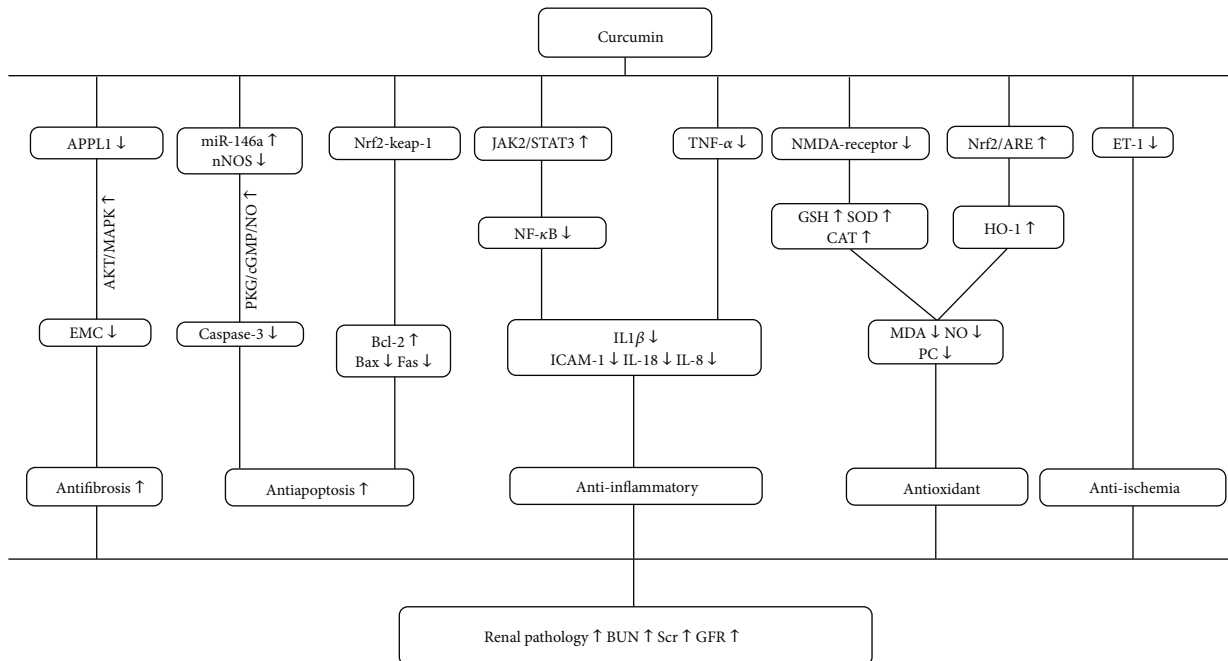 Curcumin
APPL1 ↓
miR-146a ↑
nNOS ↓
Nrf2-keap-1
JAK2/STAT3 ↑
TNF-α ↓
NMDA-receptor ↓
Nrf2/ARE ↑
ET-1 ↓
AKT/MAPK ↑
PKG/cGMP/NO ↑
NF-κB ↓
GSH ↑ SOD ↑
CAT ↑
HO-1 ↑
EMC ↓
Caspase-3 ↓
Bcl-2 ↑
Bax ↓ Fas ↓
IL1β ↓
ICAM-1 ↓ IL-18 ↓ IL-8 ↓
MDA ↓ NO ↓
PC ↓
Antifibrosis ↑
Antiapoptosis ↑
Anti-inflammatory
Antioxidant
Anti-ischemia
Renal pathology ↑ BUN ↑ Scr ↑ GFR ↑